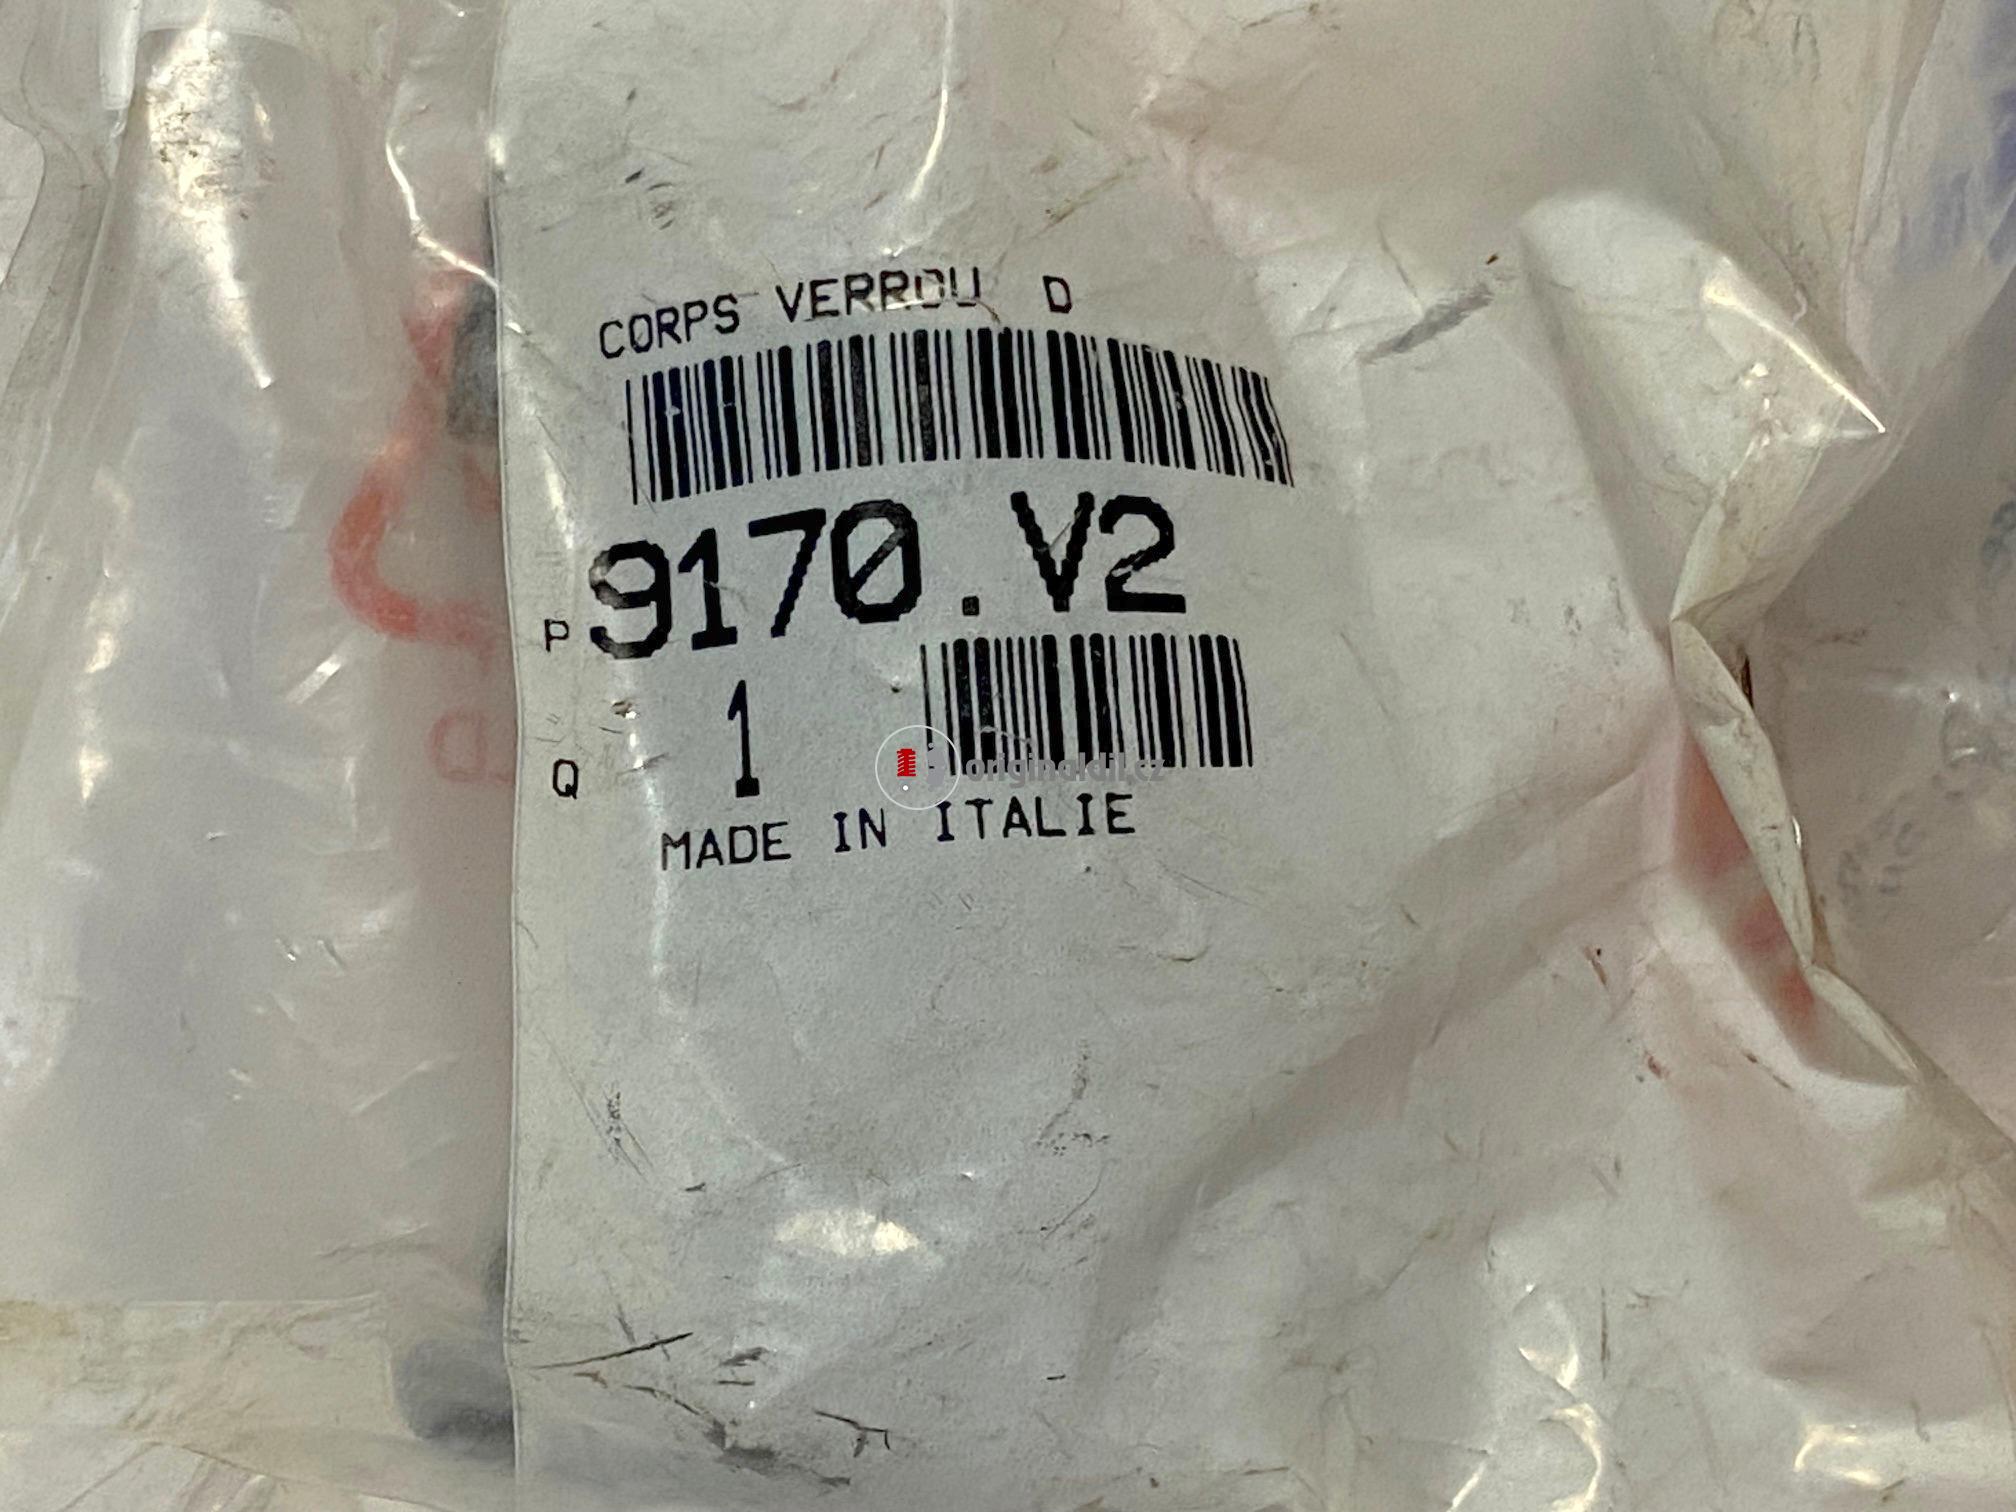 CORPS VERROU D
P 9170.V2
Q 1
originaldil.cz
MADE IN ITALIE